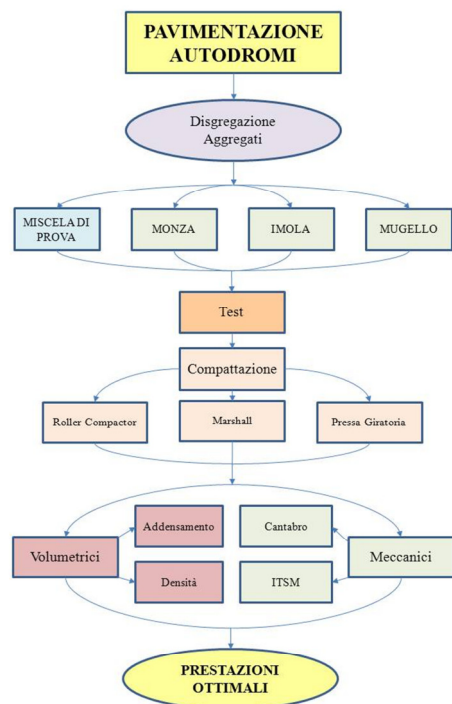 PAVIMENTAZIONE
AUTODROMI
Disgregazione
Aggregati
MISCELA DI
PROVA
MONZA
IMOLA
MUGELLO
Test
Compattazione
Roller Compactor
Marshall
Pressa Giratoria
Addensamento
Cantabro
Volumetrici
Meccanici
Densità
ITSM
PRESTAZIONI
OTTIMALI